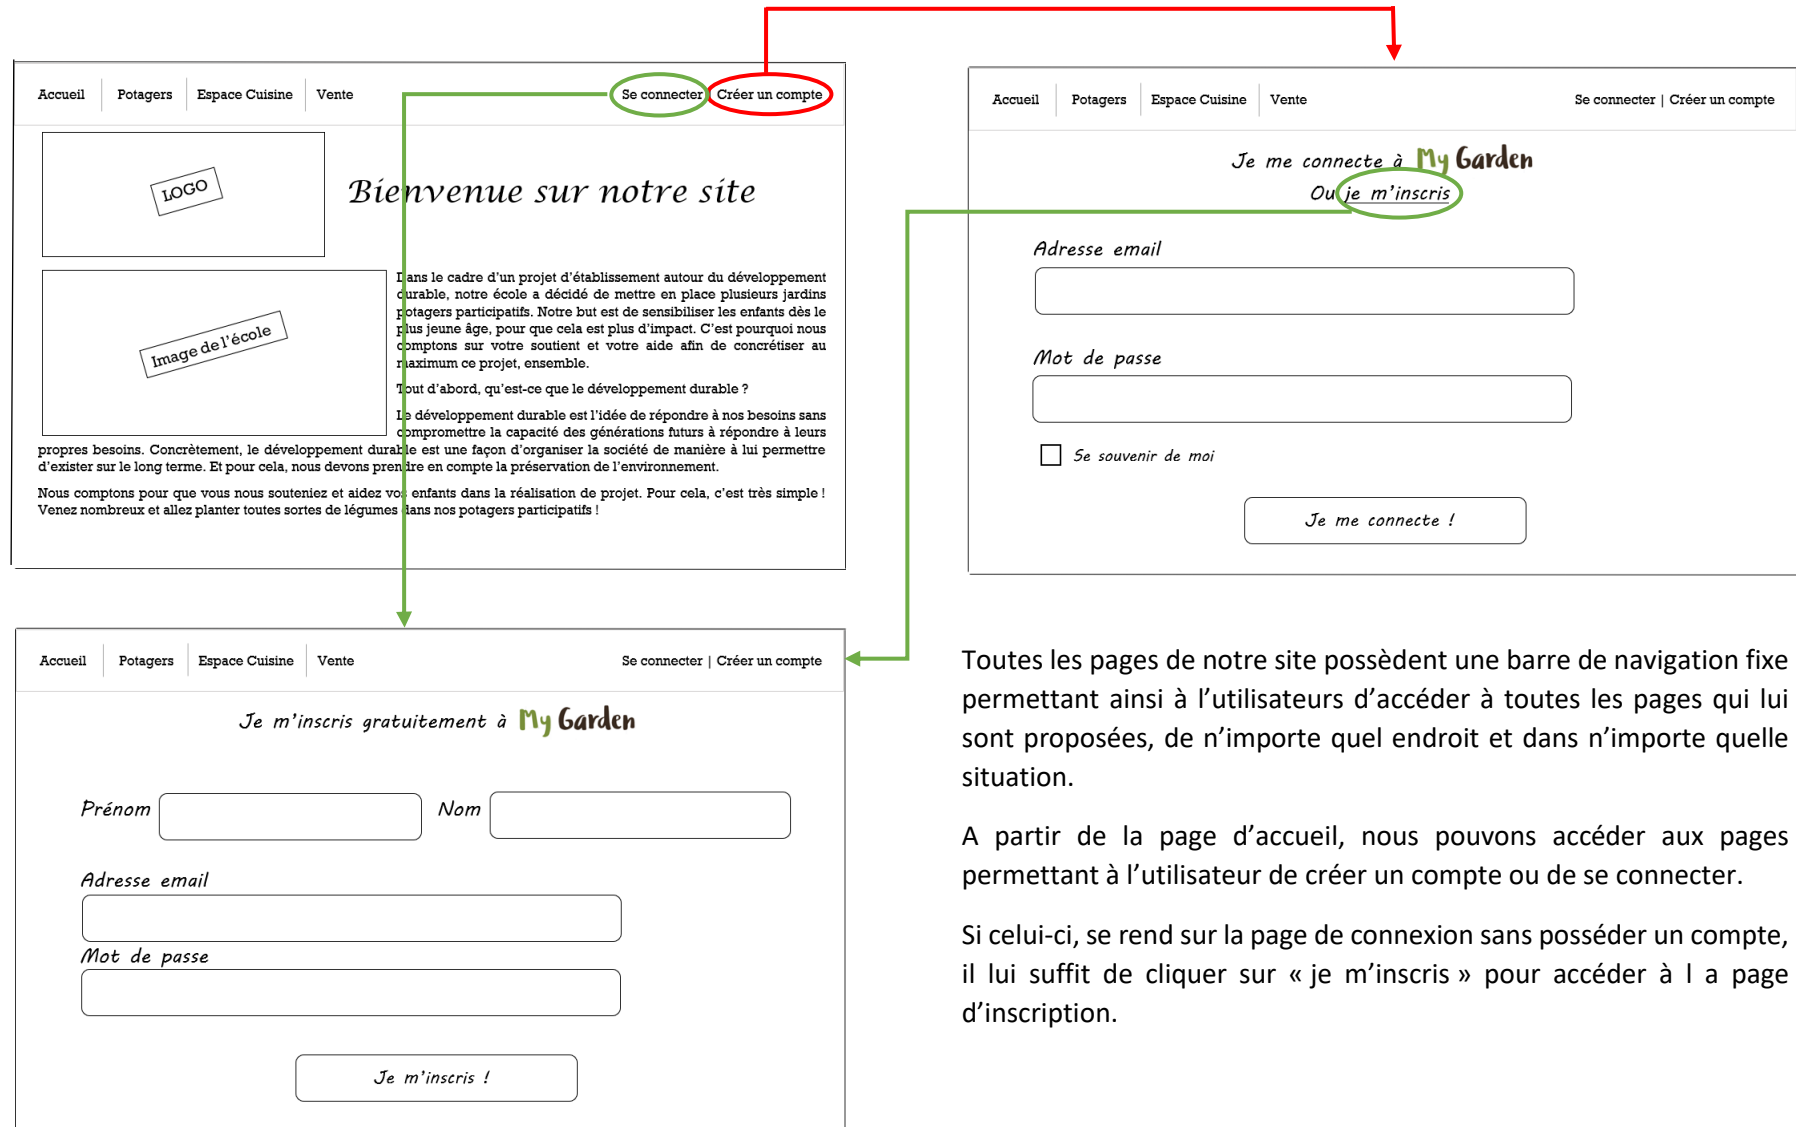 Accueil Potagers Espace Cuisine Vente Se connecter Créer un compte
LOGO
Bienvenue sur notre site
Image de l'école
Dans le cadre d'un projet d'établissement autour du développement
durable, notre école a décidé de mettre en place plusieurs jardins
potagers participatifs. Notre but est de sensibiliser les enfants dès le
plus jeune âge, pour que cela est plus d'impact. C'est pourquoi nous
comptons sur votre soutient et votre aide afin de concrétiser au
maximum ce projet, ensemble.
Tout d'abord, qu'est-ce que le développement durable ?
Le développement durable est l'idée de répondre à nos besoins sans
compromettre la capacité des générations futurs à répondre à leurs
propres besoins. Concrètement, le développement durable est une façon d'organiser la société de manière à lui permettre
d'exister sur le long terme. Et pour cela, nous devons prendre en compte la préservation de l'environnement.
Nous comptons pour que vous nous souteniez et aidez vos enfants dans la réalisation de projet. Pour cela, c'est très simple !
Venez nombreux et allez planter toutes sortes de légumes dans nos potagers participatifs !
Accueil Potagers Espace Cuisine Vente Se connecter | Créer un compte
Je me connecte à My Garden
Ou je m'inscris
Adresse email
Mot de passe
Se souvenir de moi
Je me connecte !
Accueil Potagers Espace Cuisine Vente Se connecter | Créer un compte
Je m'inscris gratuitement à My Garden
Prénom Nom
Adresse email
Mot de passe
Je m'inscris !
Toutes les pages de notre site possèdent une barre de navigation fixe
permettant ainsi à l'utilisateurs d'accéder à toutes les pages qui lui
sont proposées, de n'importe quel endroit et dans n'importe quelle
situation.
A partir de la page d'accueil, nous pouvons accéder aux pages
permettant à l'utilisateur de créer un compte ou de se connecter.
Si celui-ci, se rend sur la page de connexion sans posséder un compte,
il lui suffit de cliquer sur « je m'inscris » pour accéder à l a page
d'inscription.